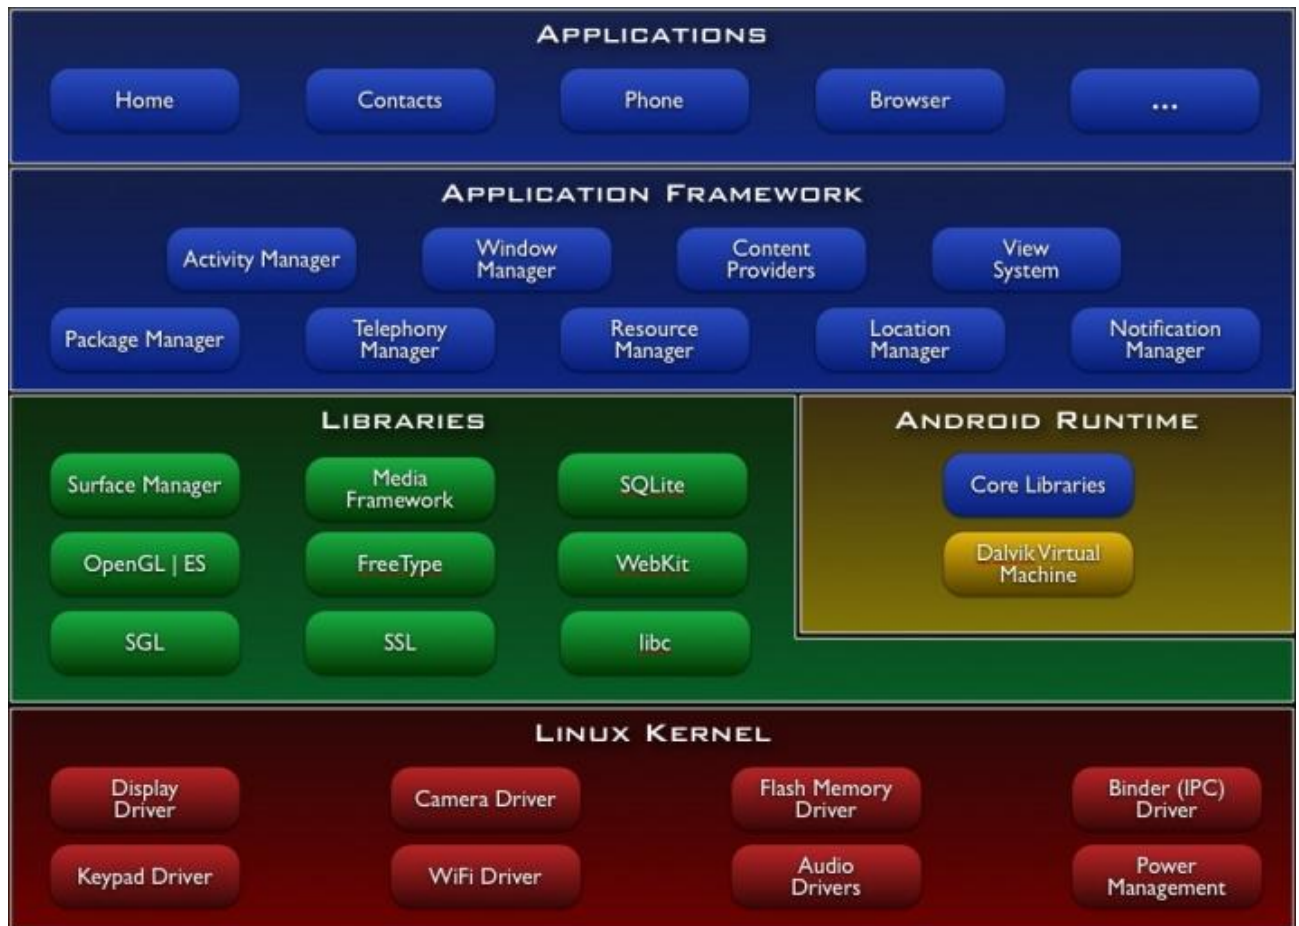 APPLICATIONS
Home
Contacts
Phone
Browser
...
APPLICATION FRAMEWORK
Activity Manager
Window
Manager
Content
Providers
View
System
Package Manager
Telephony
Manager
Resource
Manager
Location
Manager
Notification
Manager
LIBRARIES
Surface Manager
Media
Framework
SQLite
OpenGL | ES
FreeType
WebKit
SGL
SSL
libc
ANDROID RUNTIME
Core Libraries
Dalvik Virtual
Machine
LINUX KERNEL
Display
Driver
Camera Driver
Flash Memory
Driver
Binder (IPC)
Driver
Keypad Driver
WiFi Driver
Audio
Drivers
Power
Management